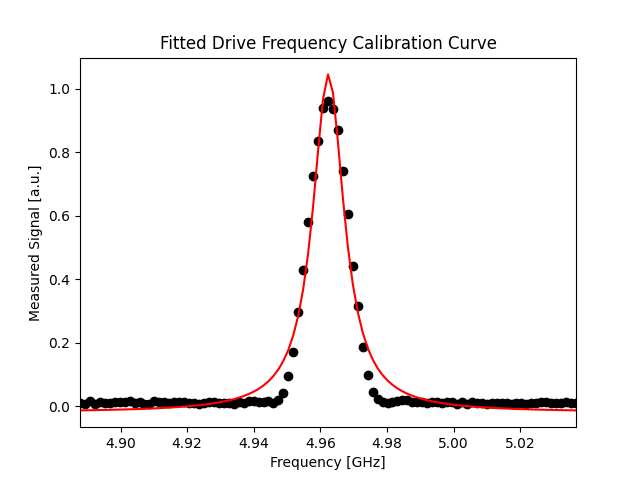 Fitted Drive Frequency Calibration Curve
Measured Signal [a.u.]
1.0
0.8
0.6
0.4
0.2
0.0
4.90 4.92 4.94 4.96 4.98 5.00 5.02
Frequency [GHz]